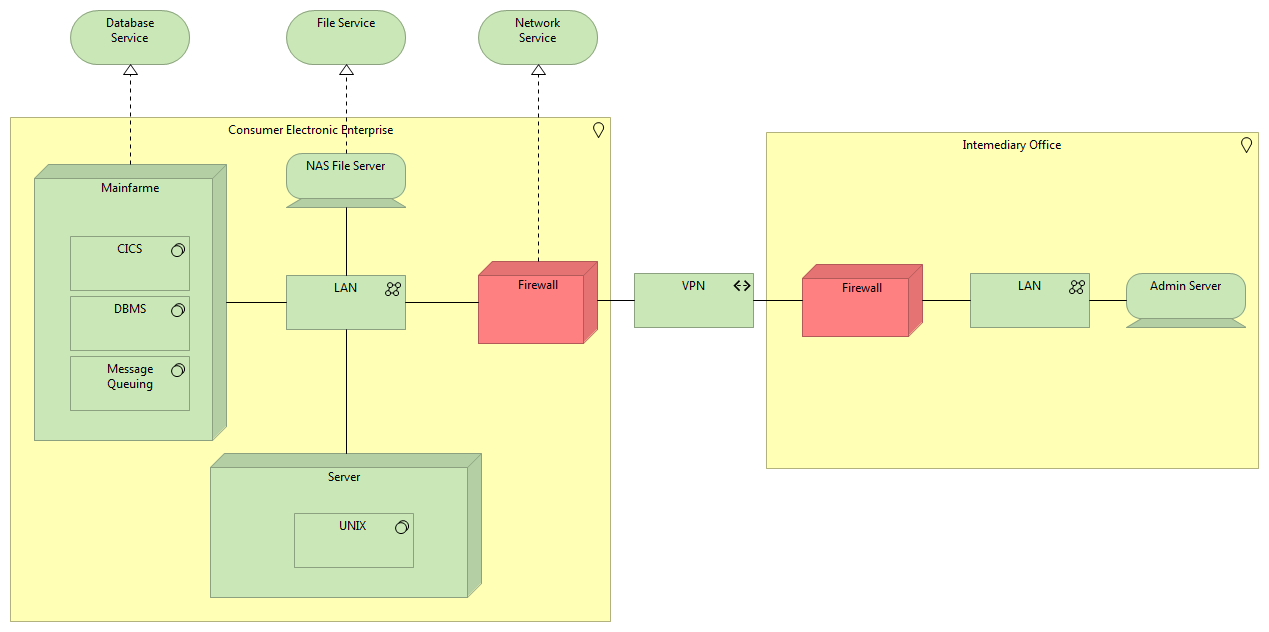 Database
Service
File Service
Network
Service
Consumer Electronic Enterprise
Mainfarme
CICS
DBMS
Message
Queuing
NAS File Server
LAN
Firewall
Server
UNIX
VPN
Intemediary Office
Firewall
LAN
Admin Server